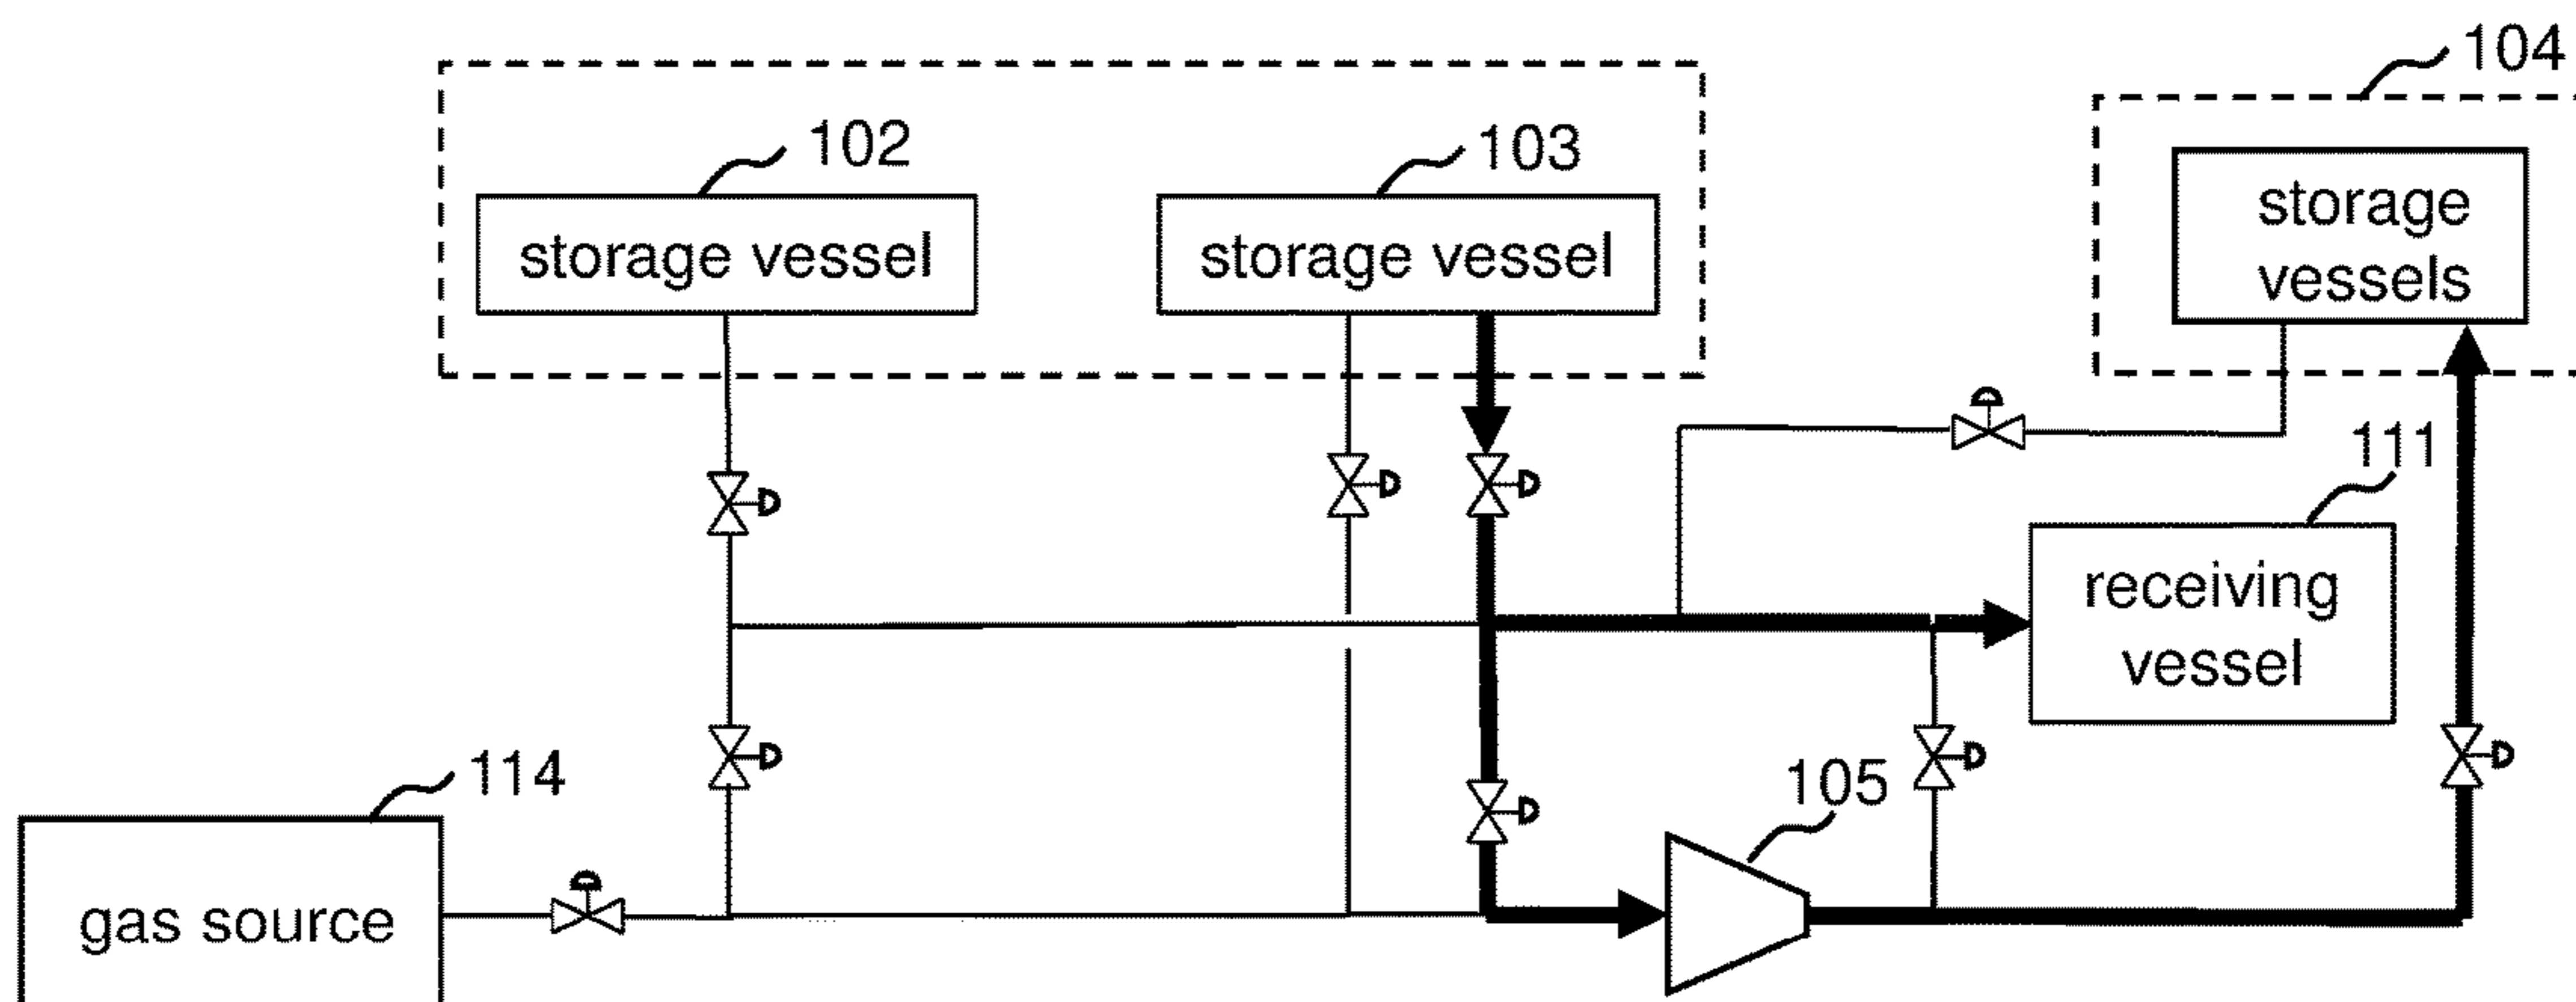 104
102
103
storage vessel
storage vessel
storage
vessels
111
receiving
vessel
114
105
gas source